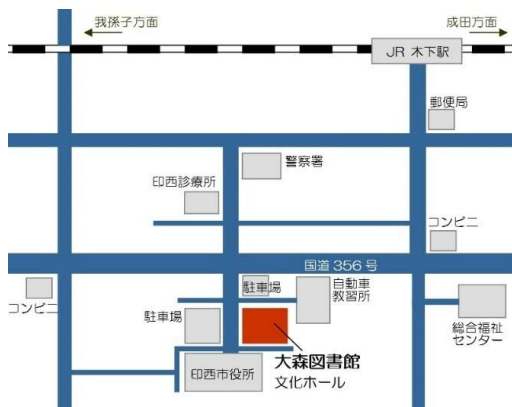 我孫子方面
成田方面
JR 木下駅
郵便局
警察署
印西診療所
コンビニ
国道 356 号
コンビニ
駐車場
自動車
教習所
駐車場
総合福祉
センター
大森図書館
文化ホール
印西市役所